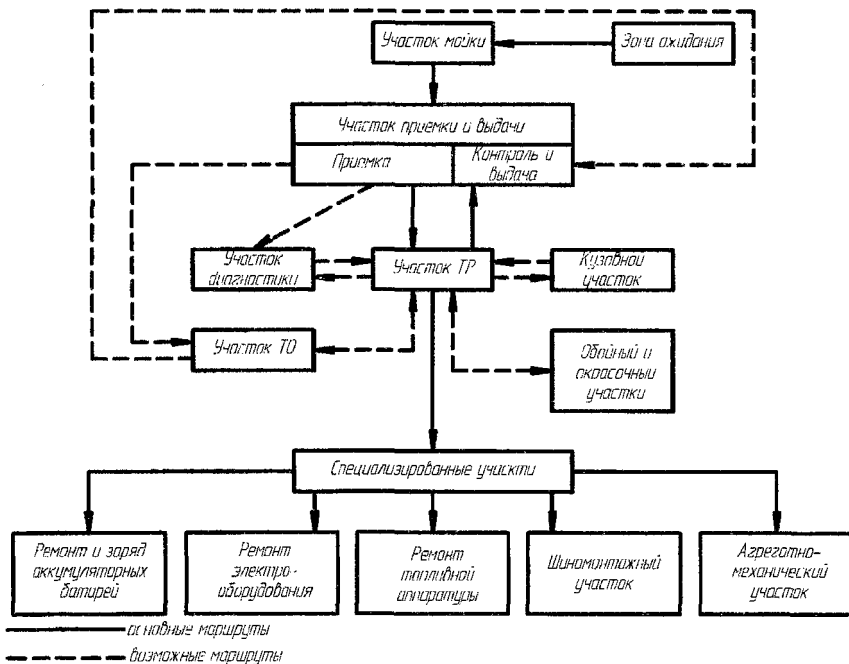 Участок мойки
Зона ожидания
Участок приемки и выдачи
Приемка
Контроль и
выдача
Участок
диагностики
Участок ТР
Кузовной
участок
Участок ТО
Обойный и
окрасочный
участки
Специализированные участки
Ремонт и заряд
аккумуляторных
батарей
Ремонт
электро-
оборудования
Ремонт
топливной
аппаратуры
Шиномонтажный
участок
Агрегатно-
механический
участок
основные маршруты
возможные маршруты